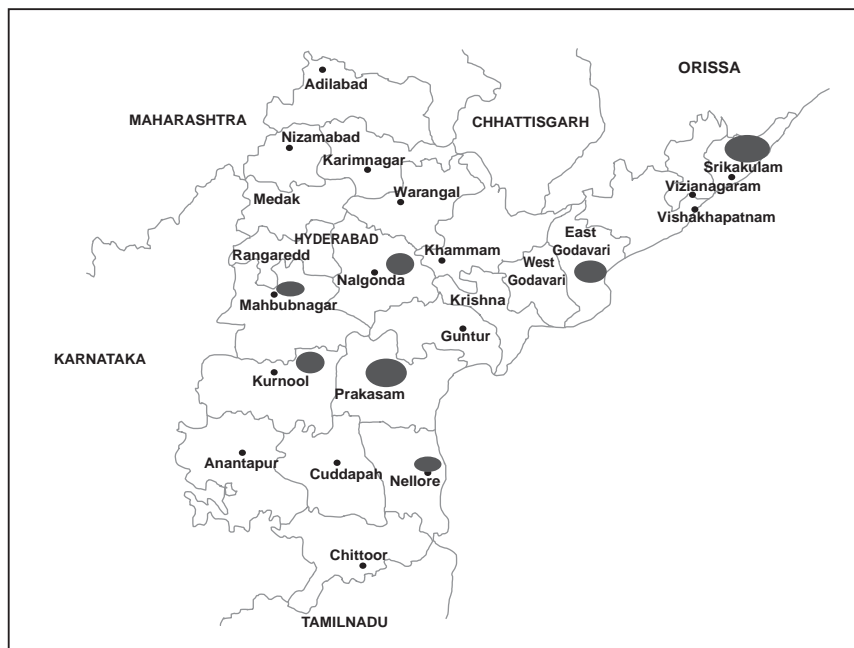 ORISSA
Adilabad
MAHARASHTRA
CHHATTISGARH
Nizamabad
Karimnagar
Srikakulam
Warangal
Vizianagaram
Medak
Vishakhapatnam
East
Godavari
HYDERABAD
Khammam
Rangaredd
West
Godavari
Nalgonda
Mahbubnagar
Krishna
Guntur
KARNATAKA
Kurnool
Prakasam
Anantapur
Cuddapah
Nellore
Chittoor
TAMILNADU